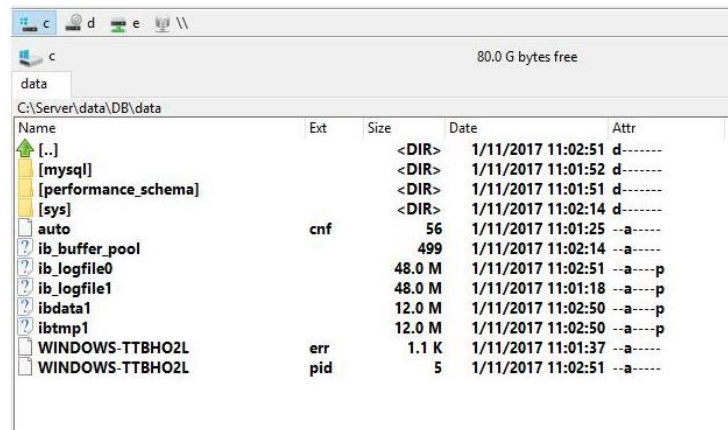 c d e \\
c 80.0 G bytes free
data
C:\Server\data\DB\data
Name Ext Size Date Attr
[..] <DIR> 1/11/2017 11:02:51 d-------
[mysql] <DIR> 1/11/2017 11:01:52 d-------
[performance_schema] <DIR> 1/11/2017 11:01:51 d-------
[sys] <DIR> 1/11/2017 11:02:14 d-------
auto cnf 56 1/11/2017 11:01:25 --a-----
ib_buffer_pool 499 1/11/2017 11:02:14 --a-----
ib_logfile0 48.0 M 1/11/2017 11:02:51 --a----p
ib_logfile1 48.0 M 1/11/2017 11:01:18 --a----p
ibdata1 12.0 M 1/11/2017 11:02:50 --a----p
ibtmp1 12.0 M 1/11/2017 11:02:50 --a----p
WINDOWS-TTBHO2L err 1.1 K 1/11/2017 11:01:37 --a-----
WINDOWS-TTBHO2L pid 5 1/11/2017 11:02:51 --a-----